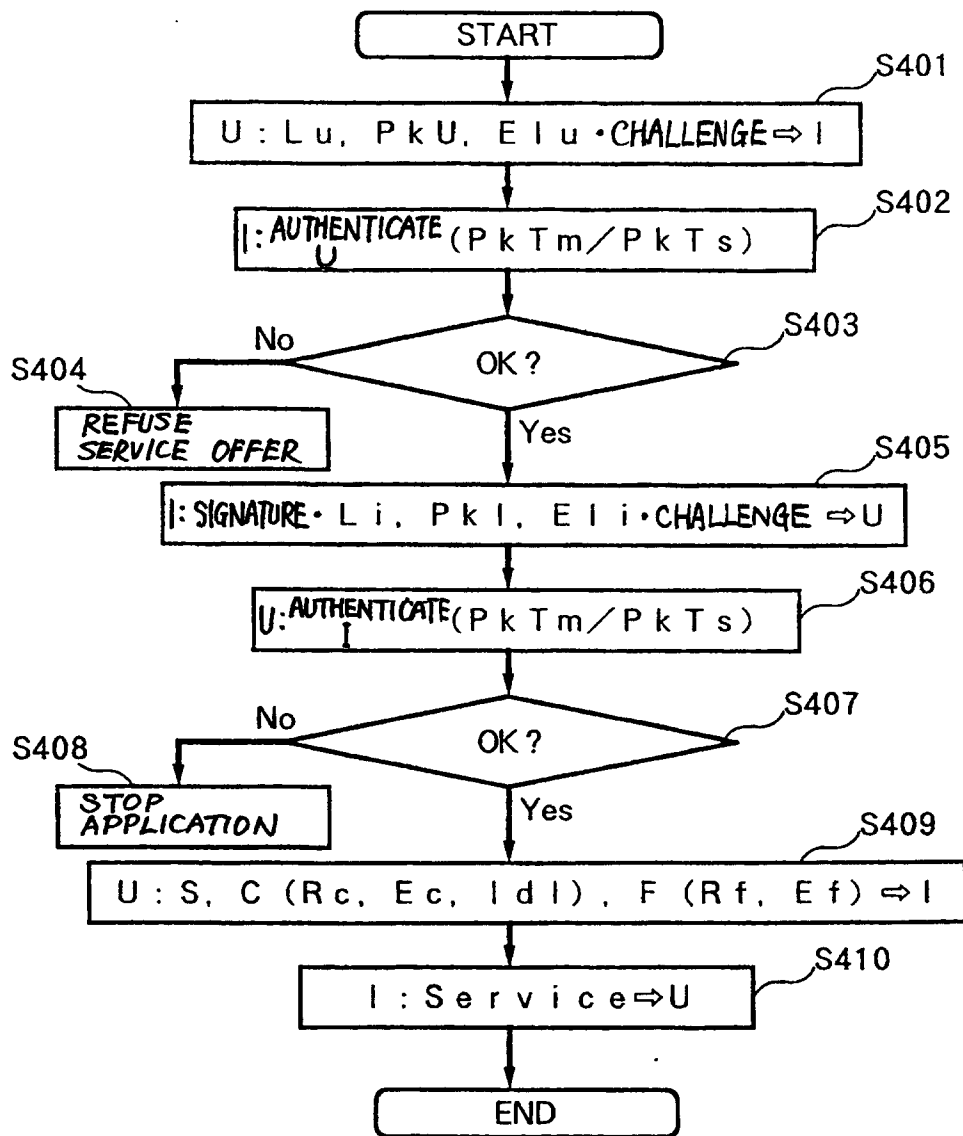 START
S401
U : Lu, PkU, Elu・CHALLENGE ⇨ I
S402
I : AUTHENTICATE U (PkTm/PkTs)
S403
No
OK?
S404
REFUSE
SERVICE OFFER
Yes
S405
I : SIGNATURE・Li, PkI, Eli・CHALLENGE ⇨ U
S406
U : AUTHENTICATE I (PkTm/PkTs)
S407
No
OK?
S408
STOP
APPLICATION
Yes
S409
U : S, C (Rc, Ec, IdI), F (Rf, Ef) ⇨ I
S410
I : Service ⇨ U
END